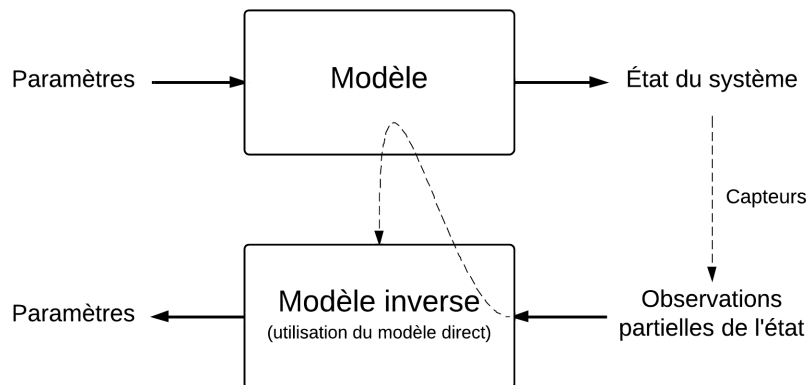 Paramètres
Modèle
État du système
Capteurs
Paramètres
Modèle inverse
(utilisation du modèle direct)
Observations
partielles de l'état